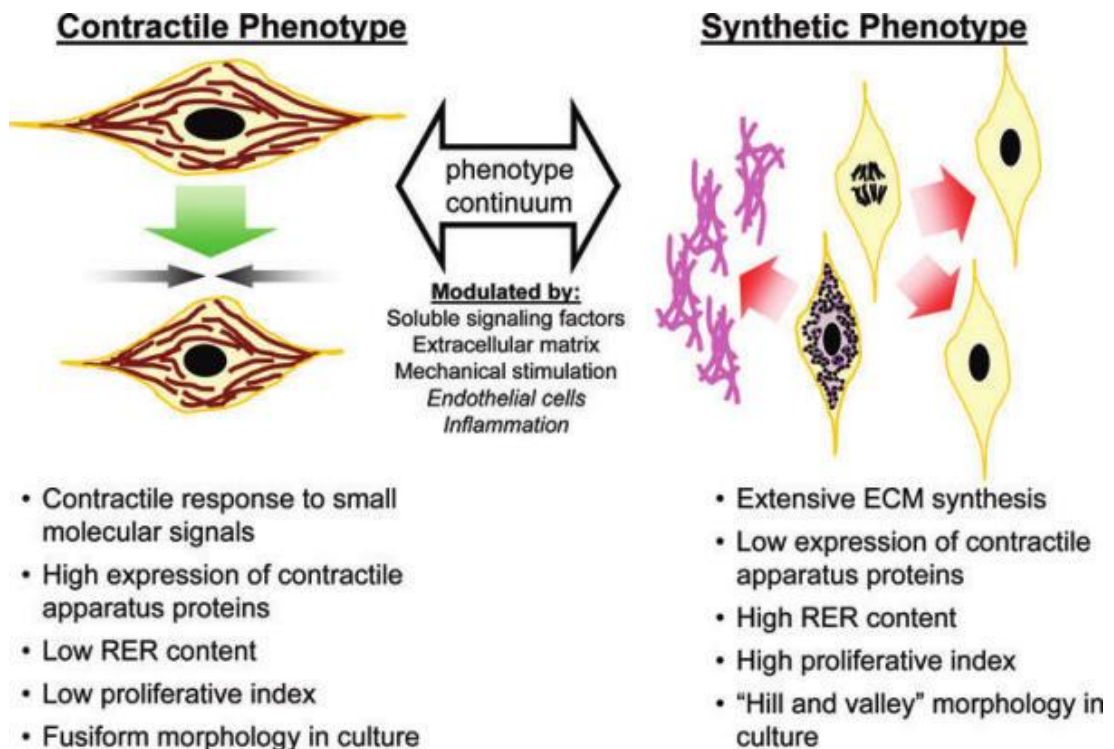 Contractile Phenotype
Synthetic Phenotype
phenotype
continuum
Modulated by:
Soluble signaling factors
Extracellular matrix
Mechanical stimulation
Endothelial cells
Inflammation
• Contractile response to small
molecular signals
• High expression of contractile
apparatus proteins
• Low RER content
• Low proliferative index
• Fusiform morphology in culture
• Extensive ECM synthesis
• Low expression of contractile
apparatus proteins
• High RER content
• High proliferative index
• “Hill and valley” morphology in
culture